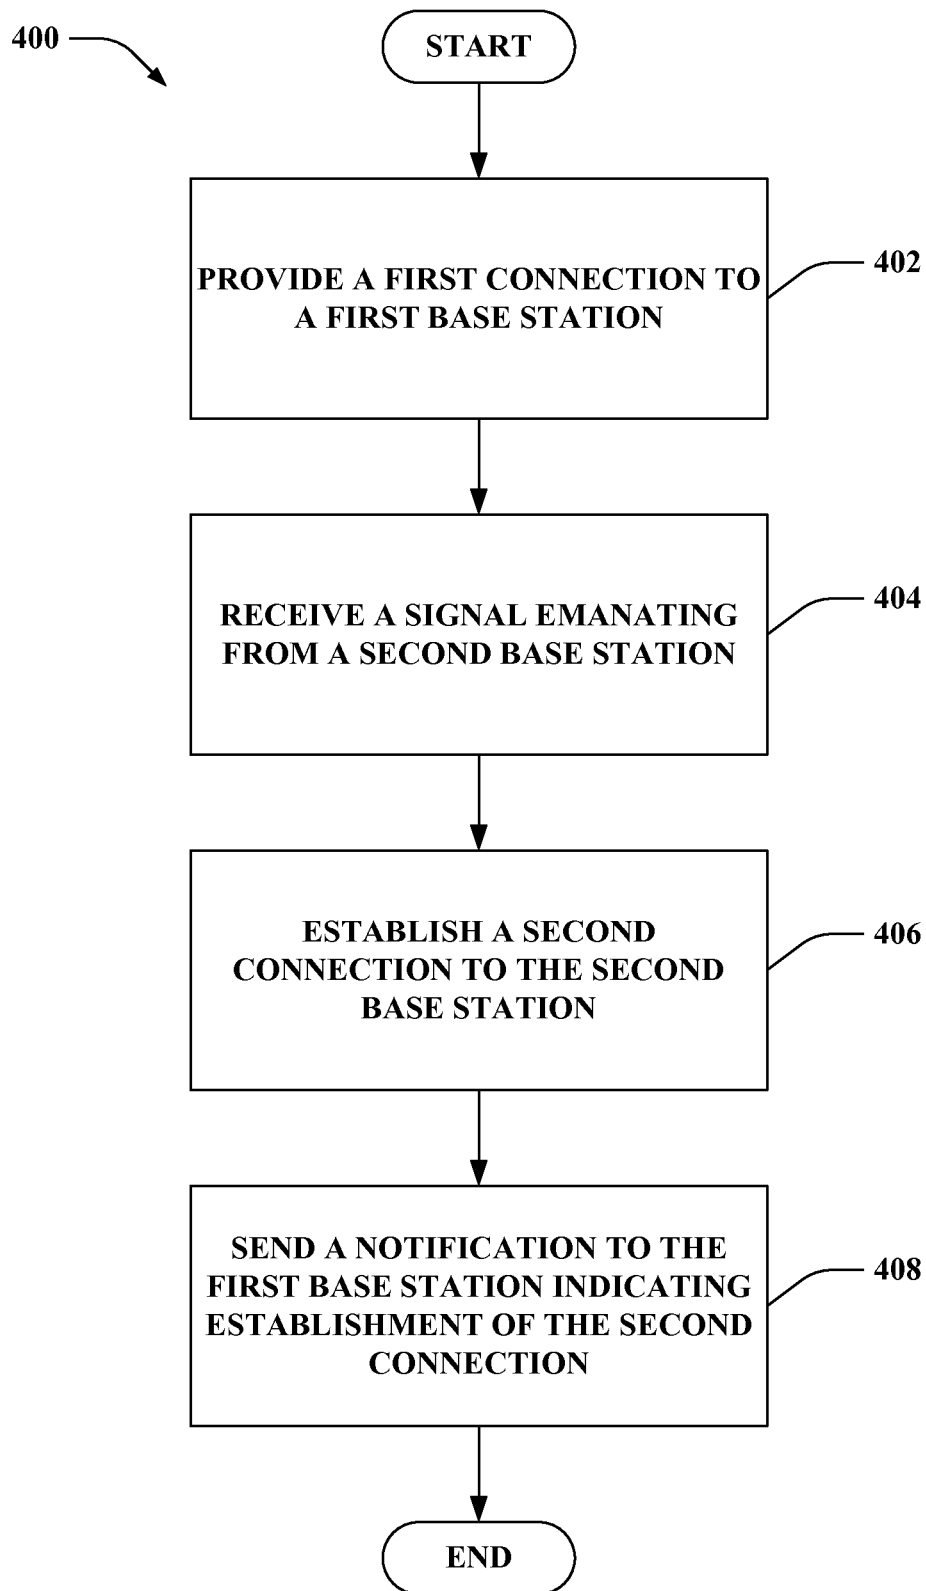 400
START
PROVIDE A FIRST CONNECTION TO
A FIRST BASE STATION
402
RECEIVE A SIGNAL EMANATING
FROM A SECOND BASE STATION
404
ESTABLISH A SECOND
CONNECTION TO THE SECOND
BASE STATION
406
SEND A NOTIFICATION TO THE
FIRST BASE STATION INDICATING
ESTABLISHMENT OF THE SECOND
CONNECTION
408
END